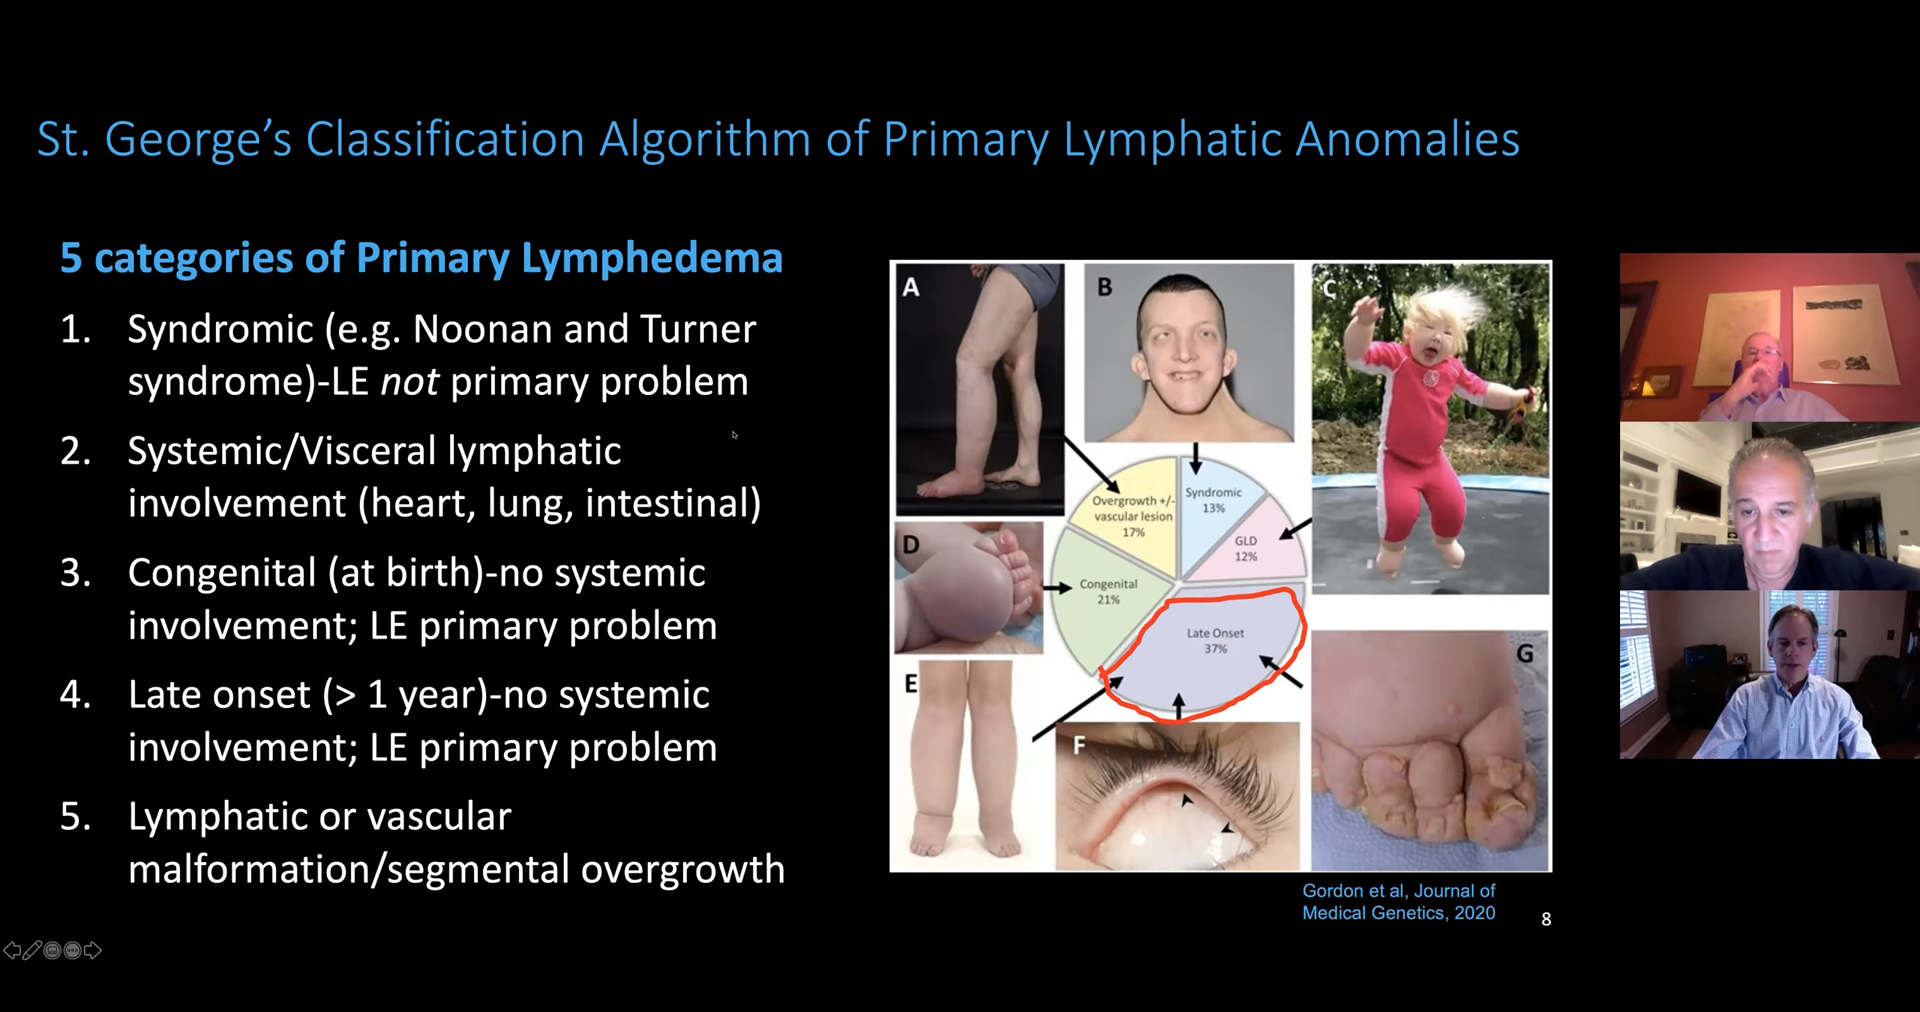 St. George’s Classification Algorithm of Primary Lymphatic Anomalies
5 categories of Primary Lymphedema
1. Syndromic (e.g. Noonan and Turner
syndrome)-LE not primary problem
2. Systemic/Visceral lymphatic
involvement (heart, lung, intestinal)
3. Congenital (at birth)-no systemic
involvement; LE primary problem
4. Late onset (> 1 year)-no systemic
involvement; LE primary problem
5. Lymphatic or vascular
malformation/segmental overgrowth
A
B
C
Overgrowth +/-
vascular lesion
17%
Syndromic
13%
GLD
12%
D
Congenital
21%
Late Onset
37%
E
F
G
Gordon et al, Journal of
Medical Genetics, 2020
8